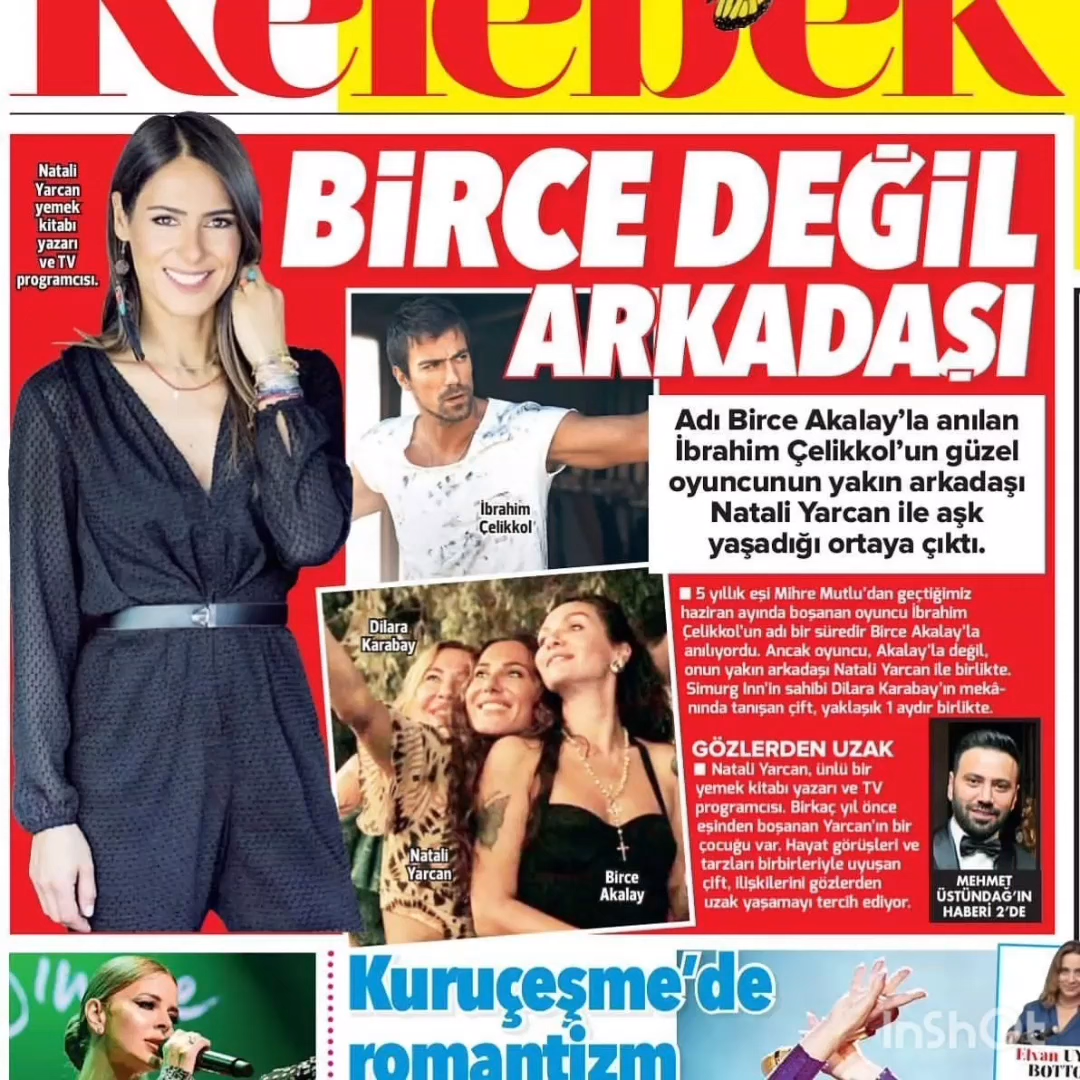 Kelebek
Natali
Yarcan
yemek
kitabı
yazarı
ve TV
programcısı.
BİRCE DEĞİL
ARKADAŞI
Adı Birce Akalay’la anılan
İbrahim Çelikkol’un güzel
oyuncunun yakın arkadaşı
Natali Yarcan ile aşk
yaşadığı ortaya çıktı.
İbrahim
Çelikkol
Dilara
Karabay
Natali
Yarcan
Birce
Akalay
■ 5 yıllık eşi Mihre Mutlu’dan geçtiğimiz
haziran ayında boşanan oyuncu İbrahim
Çelikkol’un adı bir süredir Birce Akalay’la
anılıyordu. Ancak oyuncu, Akalay’la değil,
onun yakın arkadaşı Natali Yarcan ile birlikte.
Simurg Inn’in sahibi Dilara Karabay’ın mekâ-
nında tanışan çift, yaklaşık 1 aydır birlikte.
GÖZLERDEN UZAK
■ Natali Yarcan, ünlü bir
yemek kitabı yazarı ve TV
programcısı. Birkaç yıl önce
eşinden boşanan Yarcan’ın bir
çocuğu var. Hayat görüşleri ve
tarzları birbirleriyle uyuşan
çift, ilişkilerini gözlerden
uzak yaşamayı tercih ediyor.
MEHMET
ÜSTÜNDAĞ’IN
HABERİ 2’DE
Kuruçeşme’de
romantizm
InShOt
Elvan